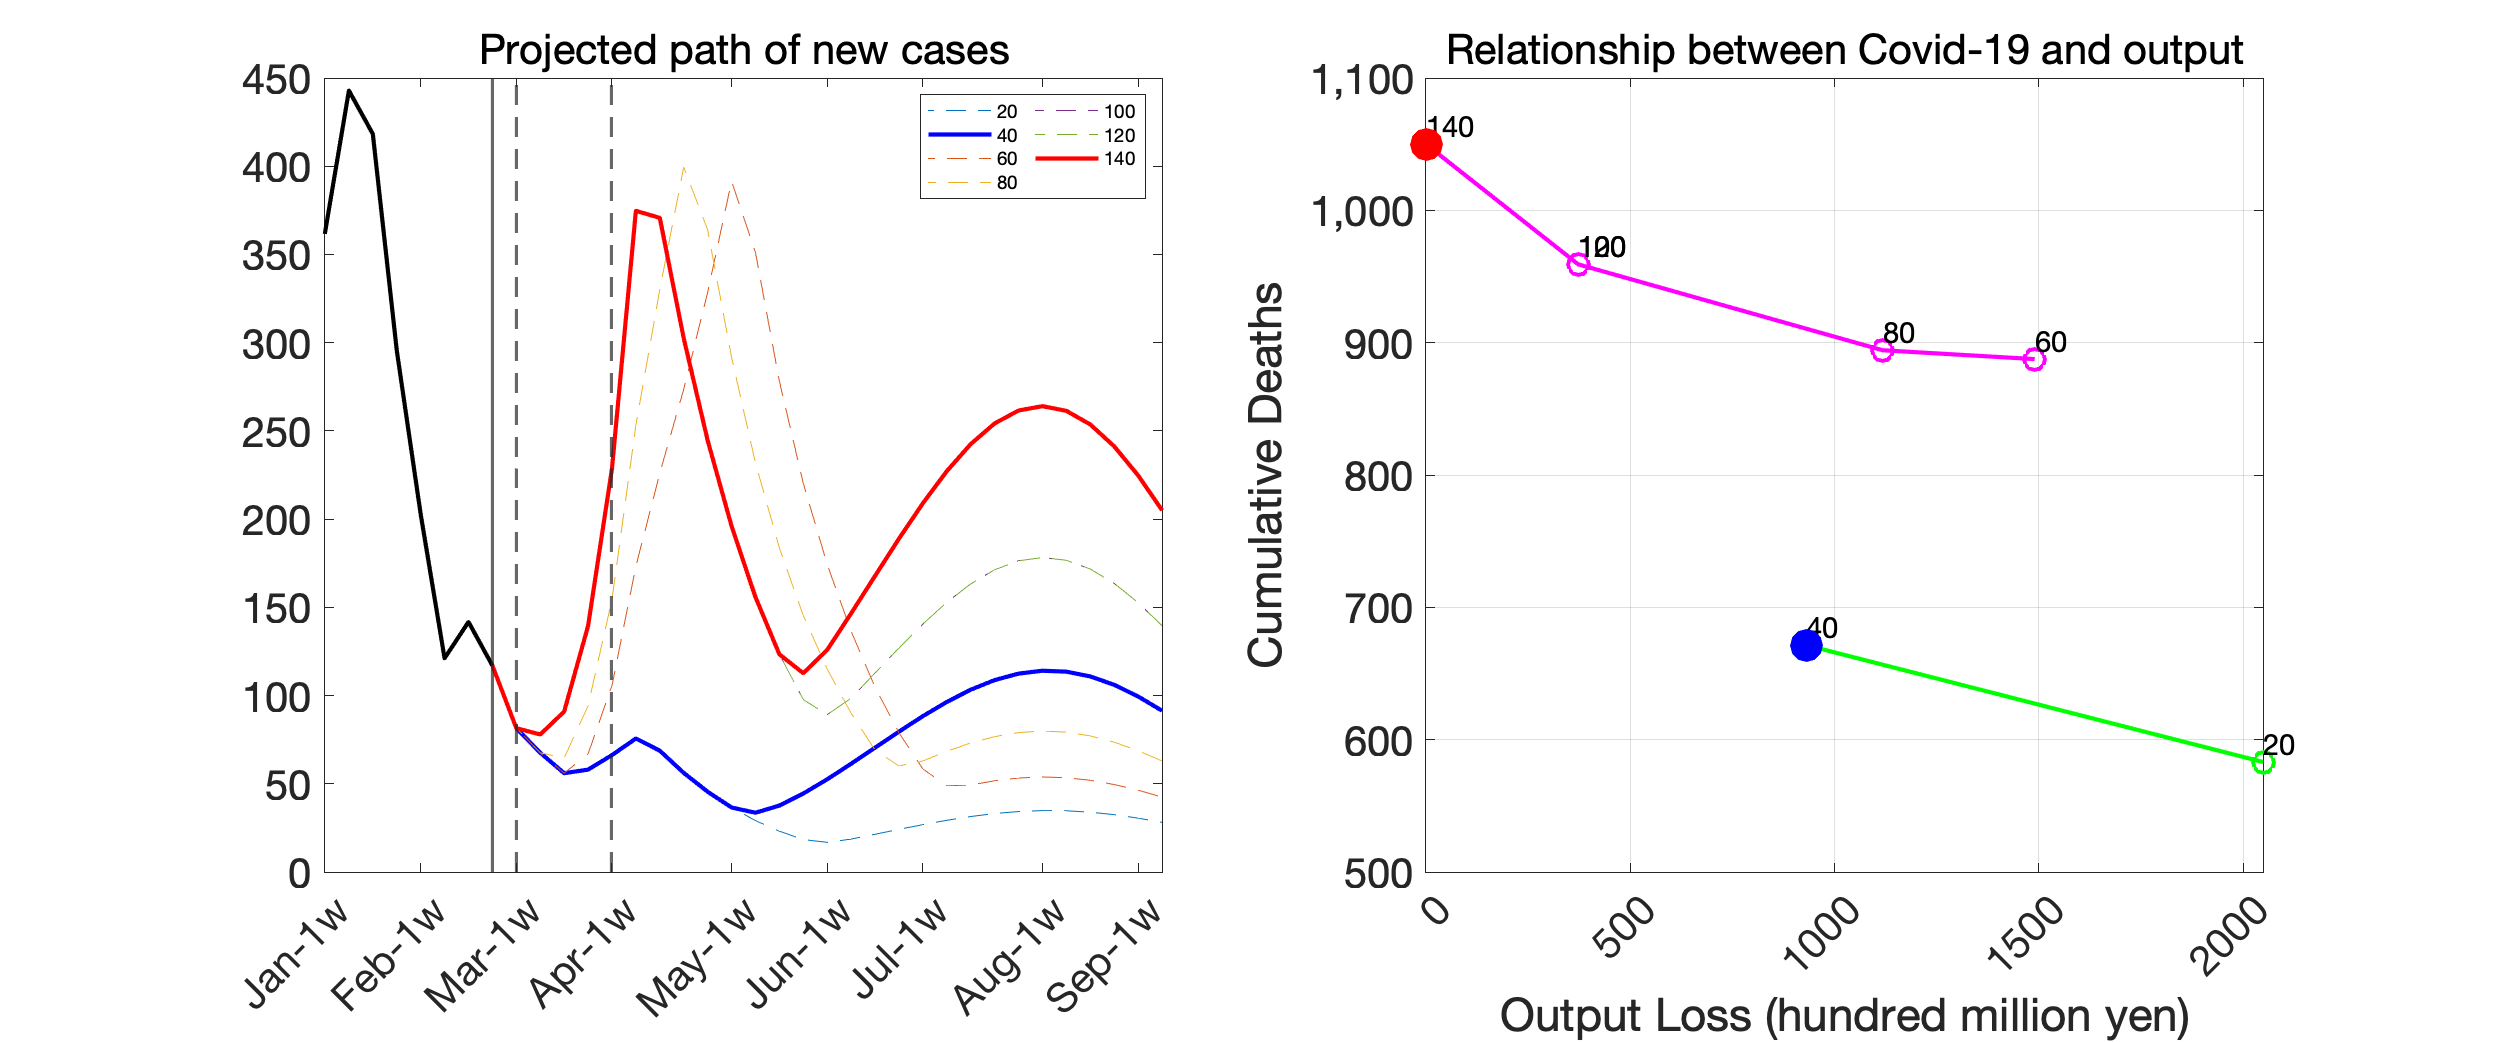 Projected path of new cases
450
400
350
300
250
200
150
100
50
0
Jan-1w
Feb-1w
Mar-1w
Apr-1w
May-1w
Jun-1w
Jul-1w
Aug-1w
Sep-1w
20
40
60
80
100
120
140
Relationship between Covid-19 and output
Cumulative Deaths
1,100
1,000
900
800
700
600
500
140
80
60
40
20
0
500
1000
1500
2000
Output Loss (hundred million yen)